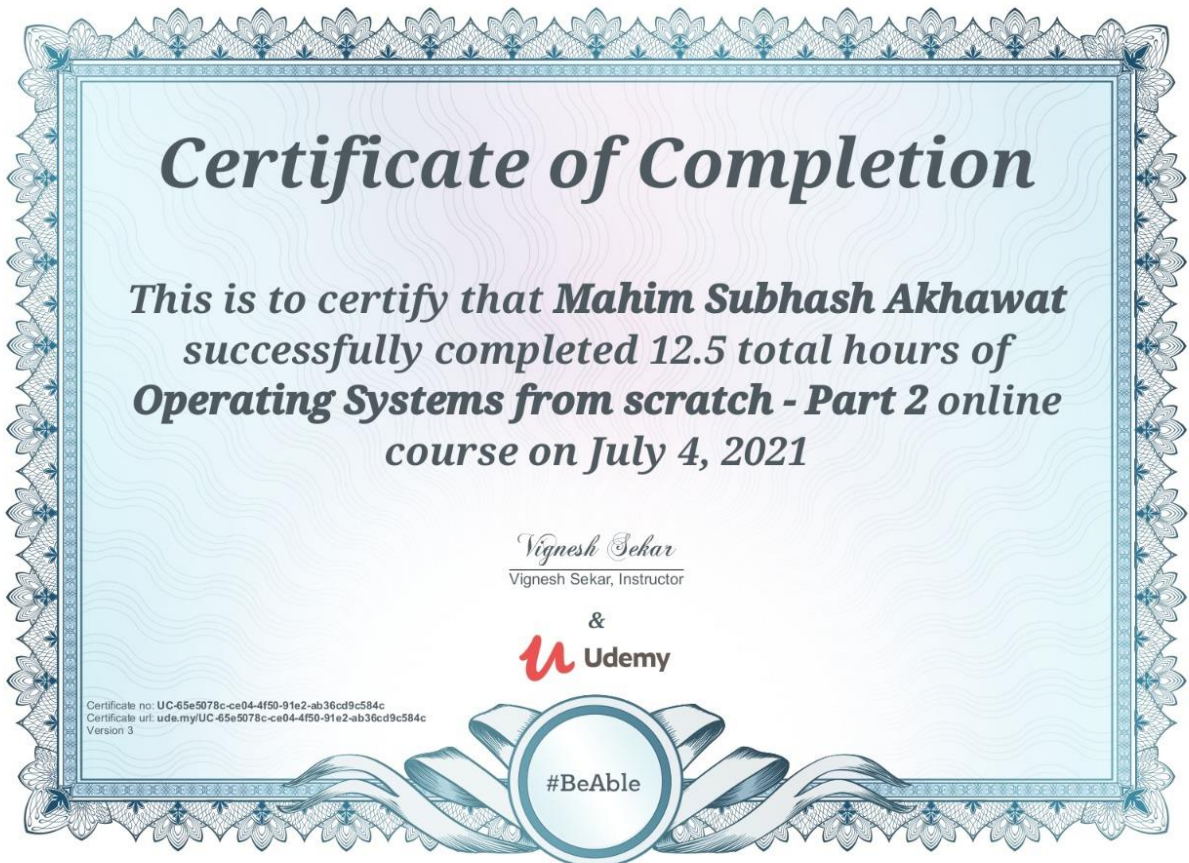 Certificate of Completion
This is to certify that Mahim Subhash Akhawat
successfully completed 12.5 total hours of
Operating Systems from scratch - Part 2 online
course on July 4, 2021
Vignesh Sekar
Vignesh Sekar, Instructor
&
Udemy
Certificate no: UC-65e5078c-ce04-4f50-91e2-ab36cd9c584c
Certificate url: ude.my/UC-65e5078c-ce04-4f50-91e2-ab36cd9c584c
Version 3
#BeAble